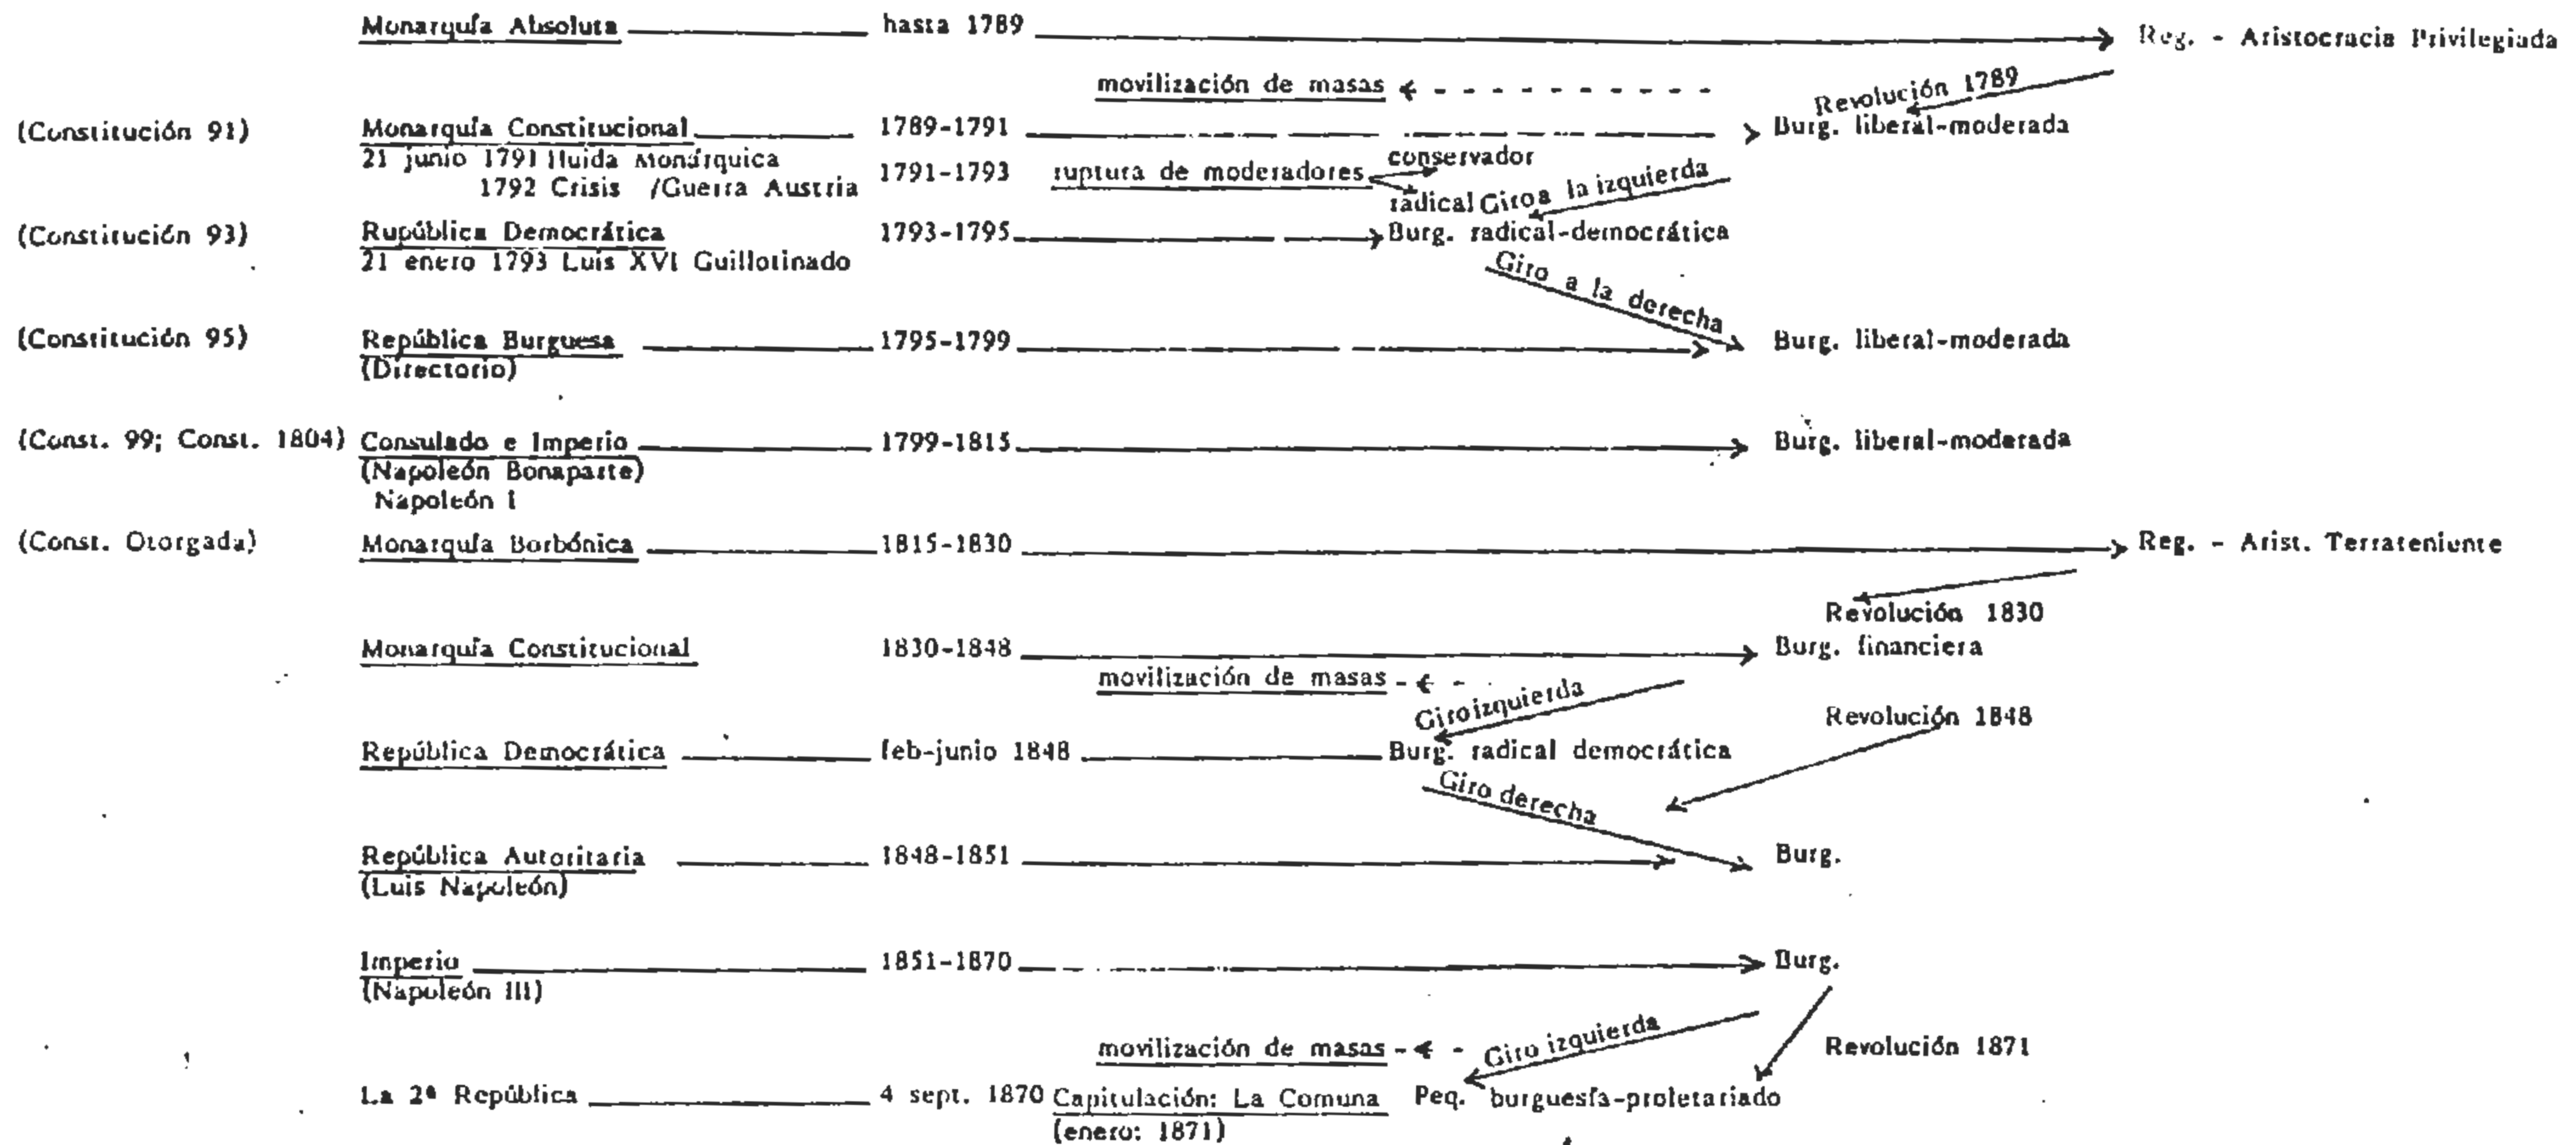 Monarquía Absoluta hasta 1789 Reg. - Aristocracia Privilegiada
movilización de masas Revolución 1789
(Constitución 91) Monarquía Constitucional 1789-1791 Burg. liberal-moderada
21 junio 1791 Huida Monárquica
1791-1793 ruptura de moderadores conservador
1792 Crisis /Guerra Austria
radical Giro a la izquierda
(Constitución 93) Rupública Democrática 1793-1795 Burg. radical-democrática
21 enero 1793 Luis XVI Guillotinado
Giro a la derecha
(Constitución 95) República Burguesa 1795-1799 Burg. liberal-moderada
(Directorio)
(Const. 99; Const. 1804) Consulado e Imperio 1799-1815 Burg. liberal-moderada
(Napoleón Bonaparte)
Napoleón I
(Const. Otorgada) Monarquía Borbónica 1815-1830 Reg. - Arist. Terrateniente
Revolución 1830
Monarquía Constitucional 1830-1848 Burg. financiera
movilización de masas
Giro izquierda
Revolución 1848
República Democrática feb-junio 1848 Burg. radical democrática
Giro derecha
República Autoritaria 1848-1851 Burg.
(Luis Napoleón)
Imperio 1851-1870 Burg.
(Napoleón III)
movilización de masas Giro izquierda Revolución 1871
La 2ª República 4 sept. 1870 Capitulación: La Comuna Peq. burguesía-proletariado
(enero: 1871)